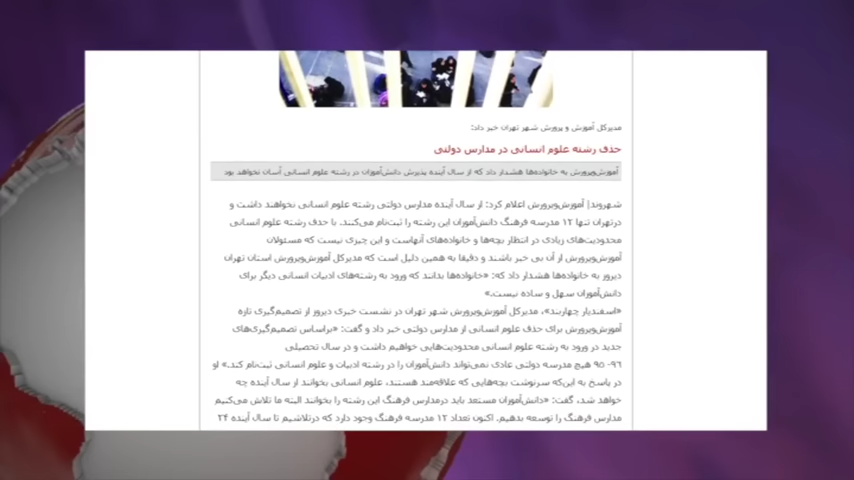 مدیرکل آموزش و پرورش شهر تهران خبر داد:
حذف رشته علوم انسانی در مدارس دولتی
آموزش‌وپرورش به خانواده‌ها هشدار داد که از سال آینده پذیرش دانش‌آموزان در رشته علوم انسانی آسان نخواهد بود
شهروند| آموزش‌وپرورش اعلام کرد: از سال آینده مدارس دولتی رشته علوم انسانی نخواهند داشت و
درتهران تنها ۱۲ مدرسه فرهنگ دانش‌آموزان این رشته را ثبت‌نام می‌کنند. با حذف رشته علوم انسانی
محدودیت‌های زیادی در انتظار بچه‌ها و خانواده‌های آنهاست و این چیزی نیست که مسئولان
آموزش‌وپرورش از آن بی خبر باشند و دقیقا به همین دلیل است که مدیرکل آموزش‌وپرورش استان تهران
دیروز به خانواده‌ها هشدار داد که: «خانواده‌ها بدانند که ورود به رشته‌های ادبیات انسانی دیگر برای
دانش‌آموزان سهل و ساده نیست.»
«اسفندیار چهاربند»، مدیرکل آموزش‌وپرورش شهر تهران در نشست خبری دیروز از تصمیم‌گیری تازه
آموزش‌وپرورش برای حذف علوم انسانی از مدارس دولتی خبر داد و گفت: «براساس تصمیم‌گیری‌های
جدید در ورود به رشته علوم انسانی محدودیت‌هایی خواهیم داشت و در سال تحصیلی
۹۶- ۹۵ هیچ مدرسه دولتی عادی نمی‌تواند دانش‌آموزان را در رشته ادبیات و علوم انسانی ثبت‌نام کند.» او
در پاسخ به این‌که سرنوشت بچه‌هایی که علاقه‌مند هستند، علوم انسانی بخوانند از سال آینده چه
خواهد شد، گفت: «دانش‌آموزان مستعد باید درمدارس فرهنگ این رشته را بخوانند البته ما تلاش می‌کنیم
مدارس فرهنگ را توسعه بدهیم. اکنون تعداد ۱۲ مدرسه فرهنگ وجود دارد که درتلاشیم تا سال آینده ۲۴